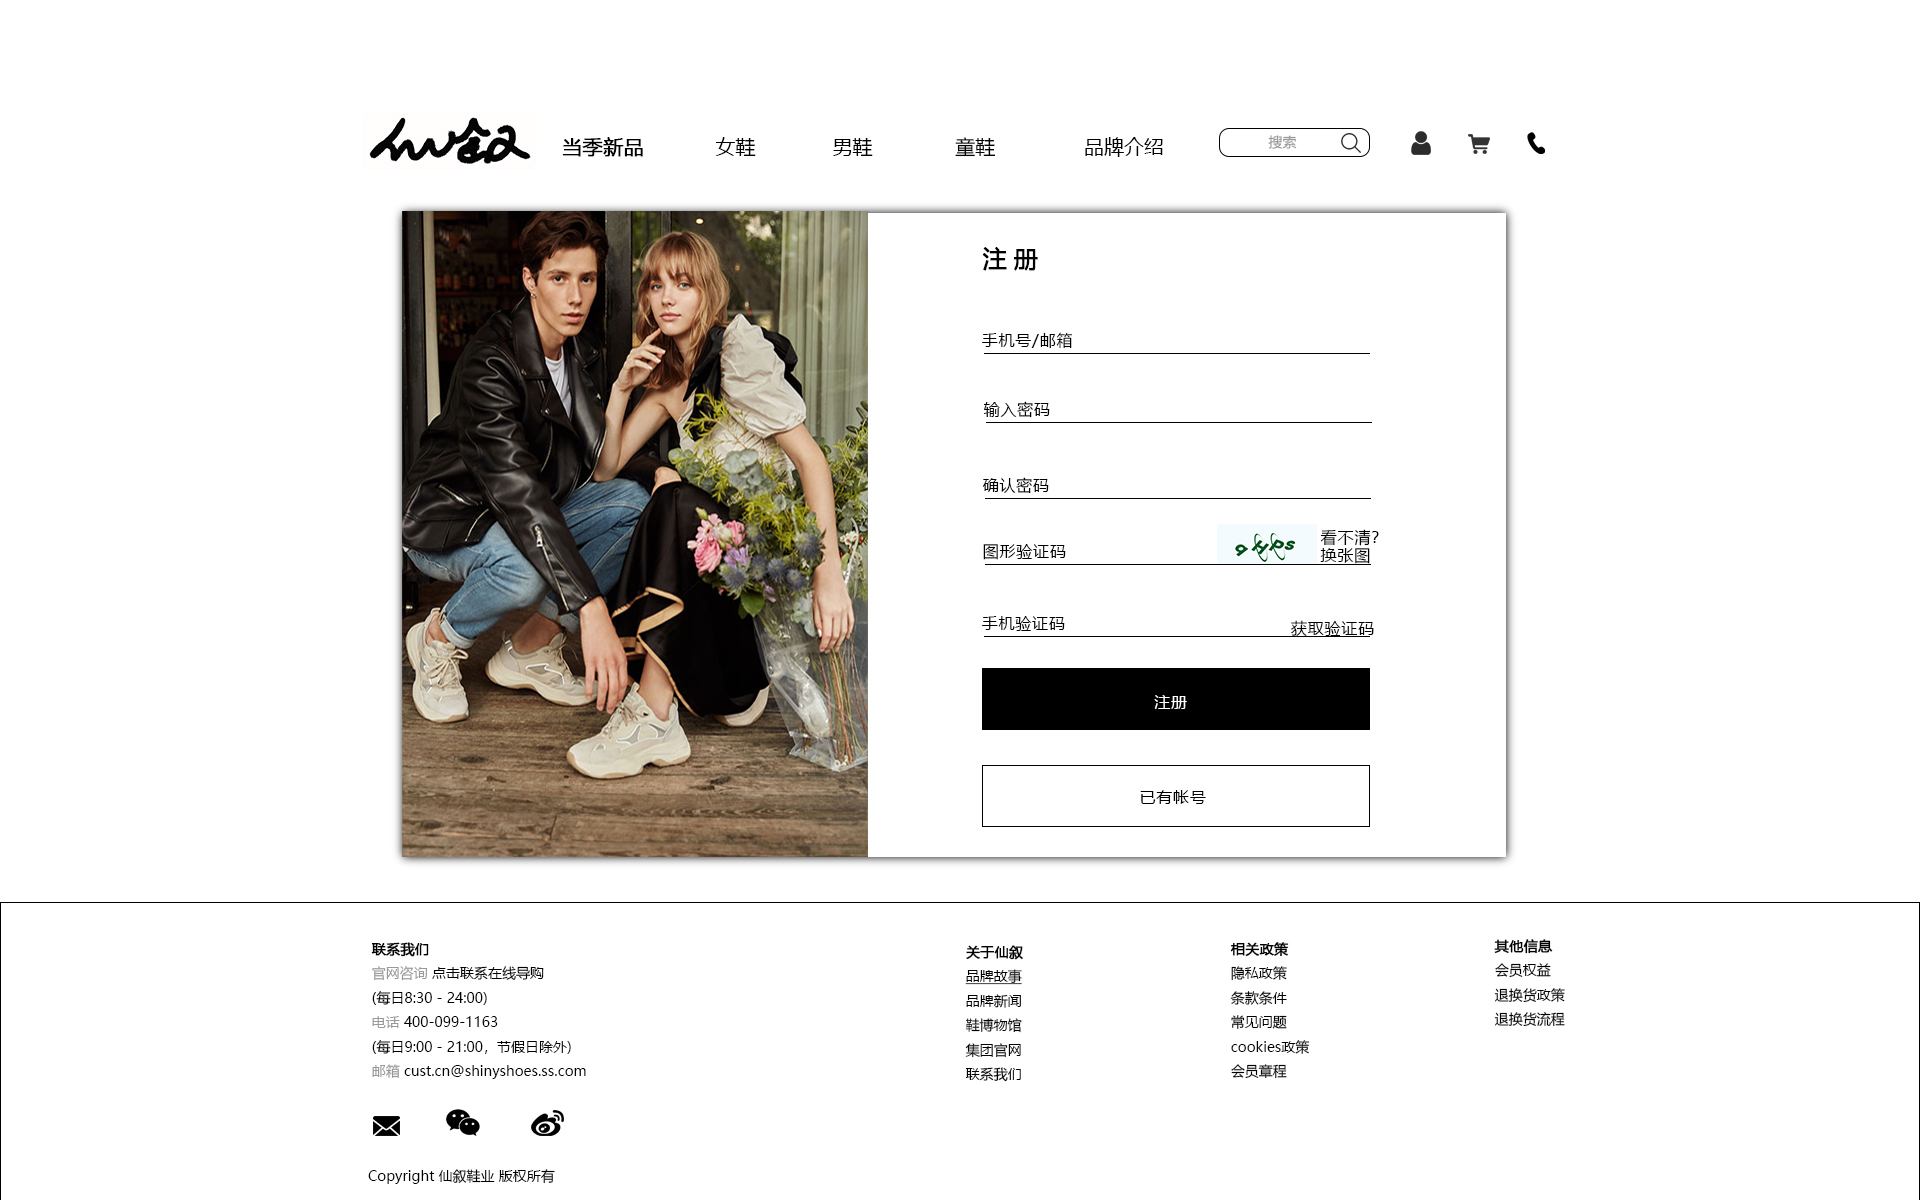 仙叙
当季新品 女鞋 男鞋 童鞋 品牌介绍 搜索
注 册
手机号/邮箱
输入密码
确认密码
图形验证码
看不清?
换张图
手机验证码 获取验证码
注册
已有帐号
联系我们
官网咨询 点击联系在线导购
(每日8:30 - 24:00)
电话 400-099-1163
(每日9:00 - 21:00，节假日除外)
邮箱 cust.cn@shinyshoes.ss.com
关于仙叙
品牌故事
品牌新闻
鞋博物馆
集团官网
联系我们
相关政策
隐私政策
条款条件
常见问题
cookies政策
会员章程
其他信息
会员权益
退换货政策
退换货流程
Copyright 仙叙鞋业 版权所有